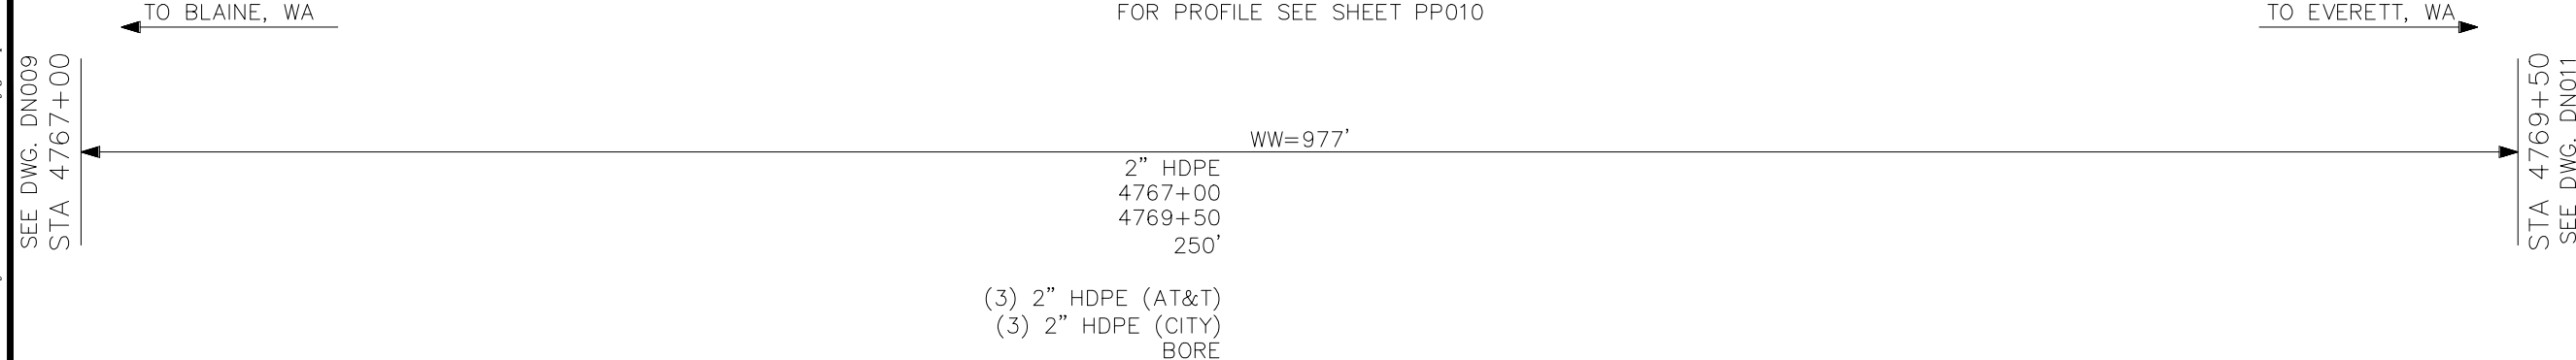 TO BLAINE, WA
FOR PROFILE SEE SHEET PP010
TO EVERETT, WA
SEE DWG. DN009
STA 4767+00
WW=977'
2" HDPE
4767+00
4769+50
250'
(3) 2" HDPE (AT&T)
(3) 2" HDPE (CITY)
BORE
STA 4769+50
SEE DWG. DN011